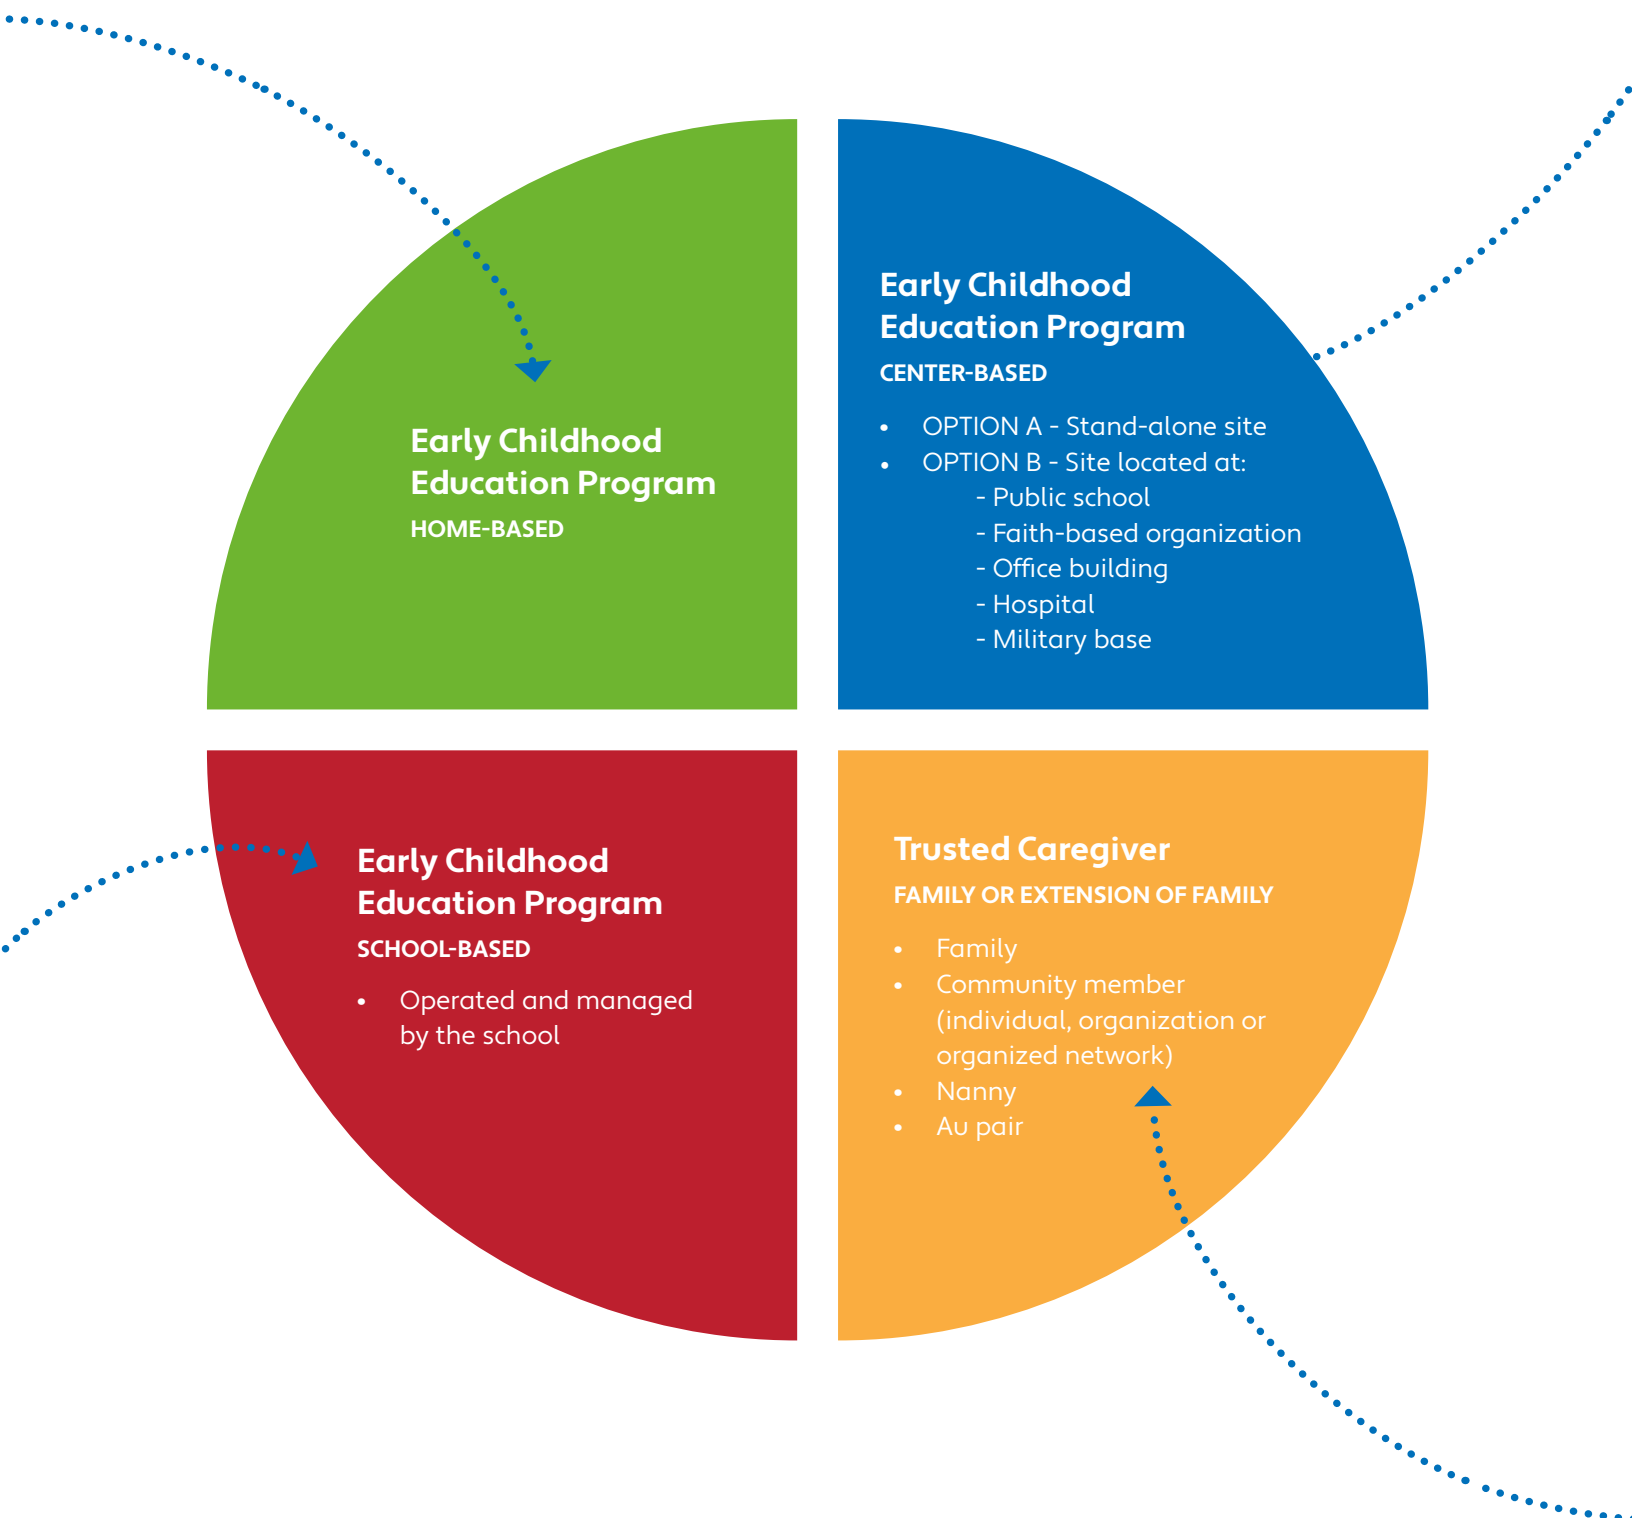 Early Childhood
Education Program
HOME-BASED
Early Childhood
Education Program
CENTER-BASED
• OPTION A - Stand-alone site
• OPTION B - Site located at:
- Public school
- Faith-based organization
- Office building
- Hospital
- Military base
Early Childhood
Education Program
SCHOOL-BASED
• Operated and managed
by the school
Trusted Caregiver
FAMILY OR EXTENSION OF FAMILY
• Family
• Community member
(individual, organization or
organized network)
• Nanny
• Au pair